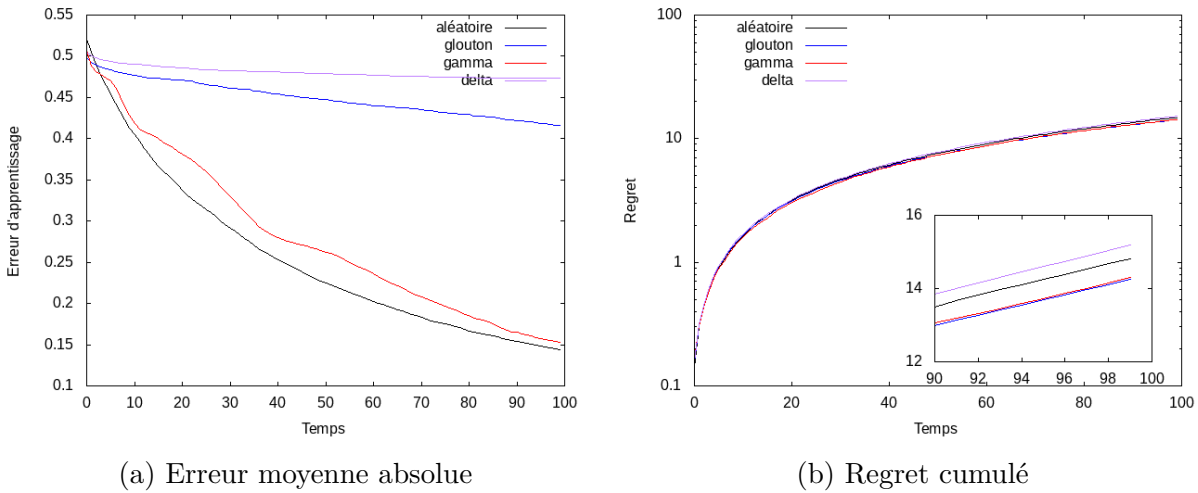 0.55
0.5
0.45
0.4
0.35
0.3
0.25
0.2
0.15
0.1
0 10 20 30 40 50 60 70 80 90 100
Erreur d'apprentissage
Temps
aléatoire
glouton
gamma
delta
(a) Erreur moyenne absolue
100
10
1
0.1
0 20 40 60 80 100
Regret
Temps
aléatoire
glouton
gamma
delta
16
14
12
90 92 94 96 98 100
(b) Regret cumulé